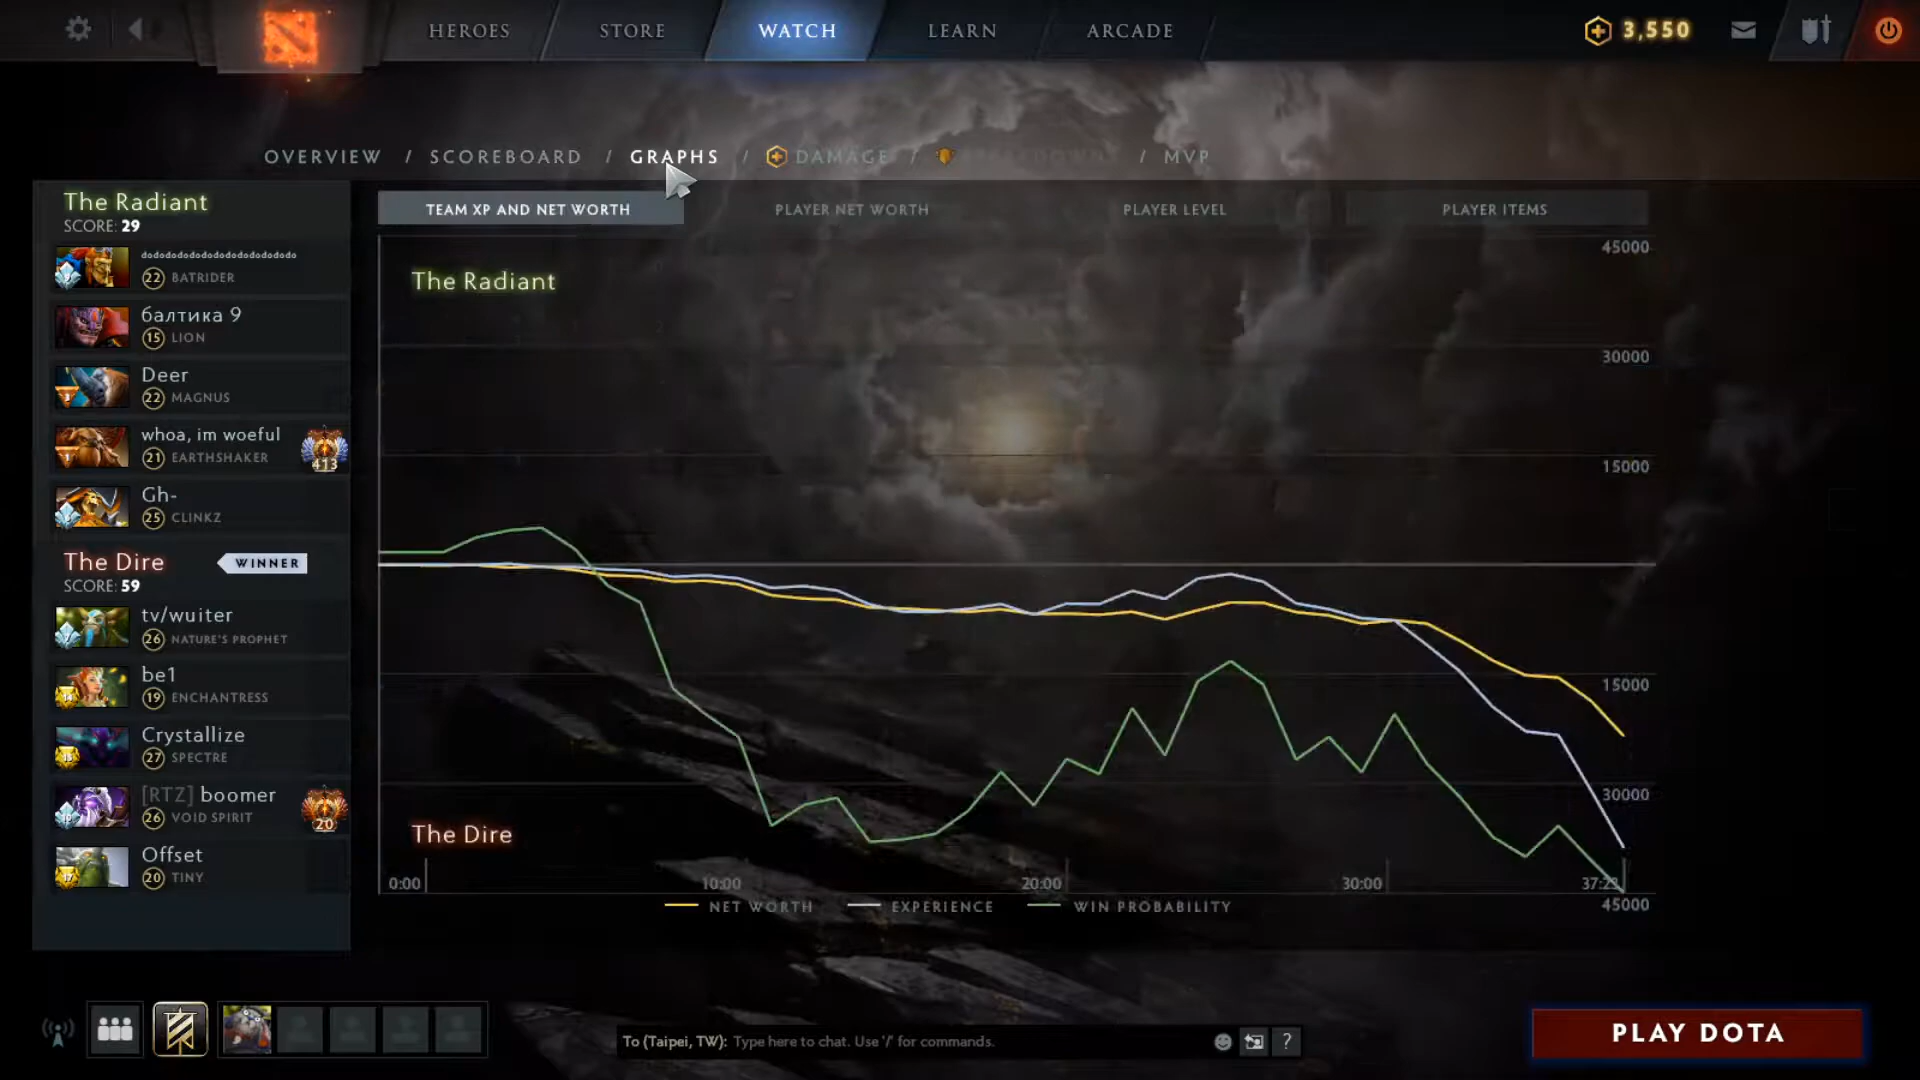 HEROES
STORE
WATCH
LEARN
ARCADE
3,550
OVERVIEW / SCOREBOARD / GRAPHS / DAMAGE / / MVP
The Radiant
SCORE: 29
dodododododododododododo
22 BATRIDER
балтика 9
15 LION
Deer
22 MAGNUS
whoa, im woeful
21 EARTHSHAKER
413
Gh-
25 CLINKZ
The Dire
WINNER
SCORE: 59
tv/wuiter
26 NATURE'S PROPHET
be1
19 ENCHANTRESS
Crystallize
27 SPECTRE
[RTZ] boomer
26 VOID SPIRIT
20
Offset
20 TINY
TEAM XP AND NET WORTH
PLAYER NET WORTH
PLAYER LEVEL
PLAYER ITEMS
The Radiant
45000
30000
15000
15000
30000
45000
The Dire
0:00
10:00
20:00
30:00
37:23
NET WORTH
EXPERIENCE
WIN PROBABILITY
To (Taipei, TW): Type here to chat. Use '/' for commands.
?
PLAY DOTA